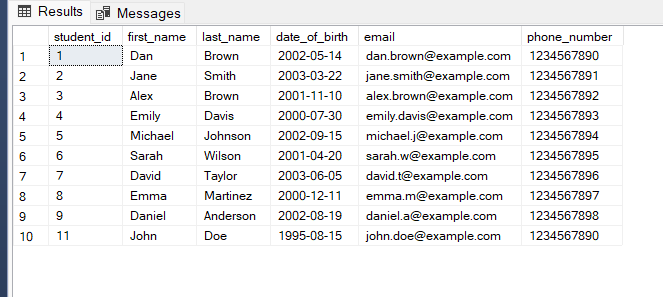 Results Messages
student_id first_name last_name date_of_birth email phone_number
1 1 Dan Brown 2002-05-14 dan.brown@example.com 1234567890
2 2 Jane Smith 2003-03-22 jane.smith@example.com 1234567891
3 3 Alex Brown 2001-11-10 alex.brown@example.com 1234567892
4 4 Emily Davis 2000-07-30 emily.davis@example.com 1234567893
5 5 Michael Johnson 2002-09-15 michael.j@example.com 1234567894
6 6 Sarah Wilson 2001-04-20 sarah.w@example.com 1234567895
7 7 David Taylor 2003-06-05 david.t@example.com 1234567896
8 8 Emma Martinez 2000-12-11 emma.m@example.com 1234567897
9 9 Daniel Anderson 2002-08-19 daniel.a@example.com 1234567898
10 11 John Doe 1995-08-15 john.doe@example.com 1234567890